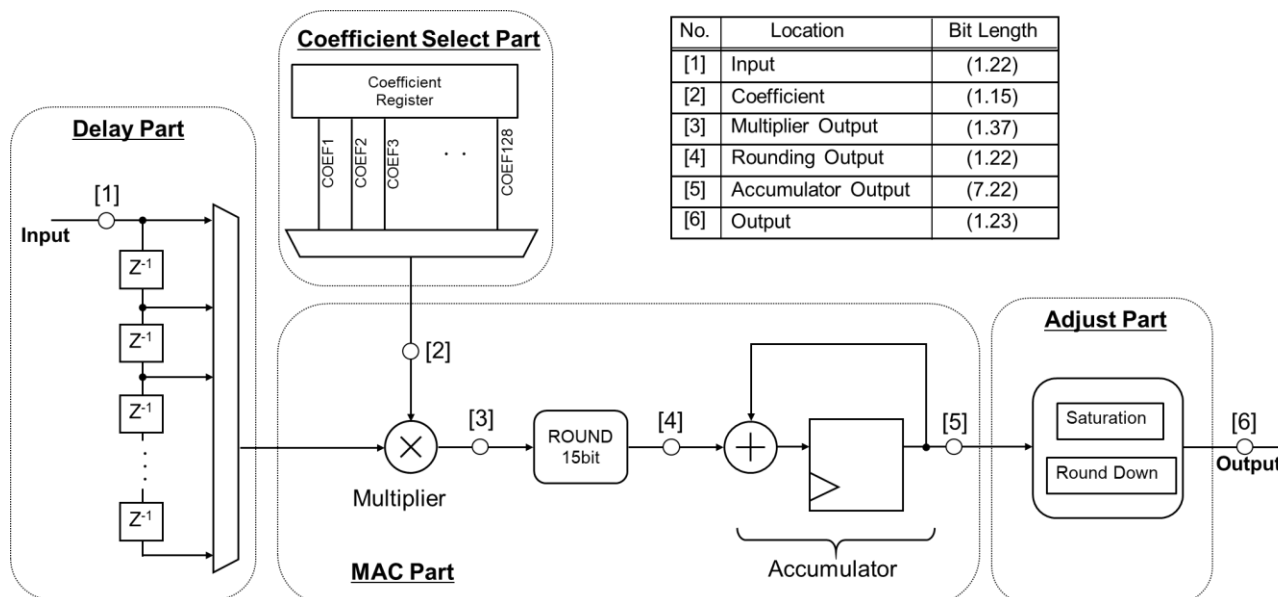 Coefficient Select Part
Coefficient
Register
COEF1
COEF2
COEF3
· ·
COEF128
No. Location Bit Length
[1] Input (1.22)
[2] Coefficient (1.15)
[3] Multiplier Output (1.37)
[4] Rounding Output (1.22)
[5] Accumulator Output (7.22)
[6] Output (1.23)
Delay Part
[1]
Input
Z-1
Z-1
Z-1
Z-1
[2]
[3]
Multiplier
ROUND
15bit
[4]
[5]
Accumulator
MAC Part
Adjust Part
Saturation
Round Down
[6]
Output